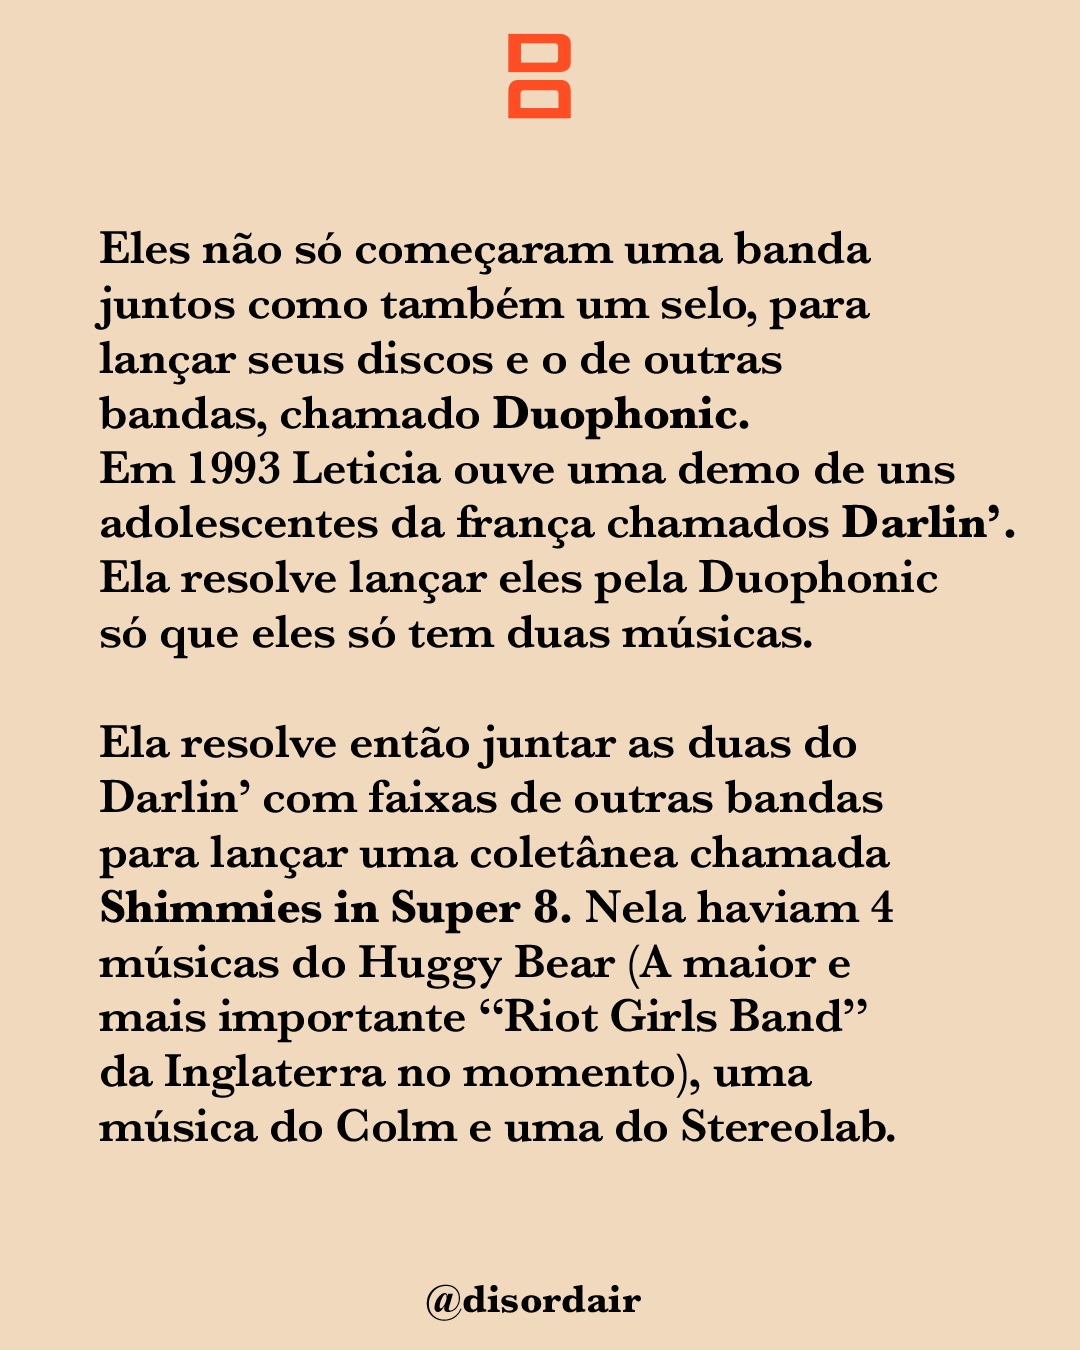 Eles não só começaram uma banda
juntos como também um selo, para
lançar seus discos e o de outras
bandas, chamado Duophonic.
Em 1993 Leticia ouve uma demo de uns
adolescentes da frança chamados Darlin’.
Ela resolve lançar eles pela Duophonic
só que eles só tem duas músicas.
Ela resolve então juntar as duas do
Darlin’ com faixas de outras bandas
para lançar uma coletânea chamada
Shimmies in Super 8. Nela haviam 4
músicas do Huggy Bear (A maior e
mais importante “Riot Girls Band”
da Inglaterra no momento), uma
música do Colm e uma do Stereolab.
@disordair